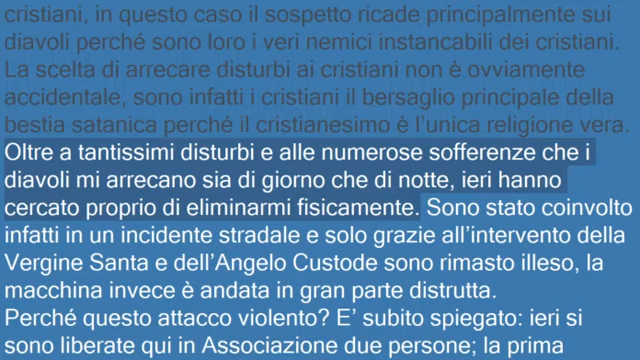 cristiani, in questo caso il sospetto ricade principalmente sui
diavoli perché sono loro i veri nemici instancabili dei cristiani.
La scelta di arrecare disturbi ai cristiani non è ovviamente
accidentale, sono infatti i cristiani il bersaglio principale della
bestia satanica perché il cristianesimo è l’unica religione vera.
Oltre a tantissimi disturbi e alle numerose sofferenze che i
diavoli mi arrecano sia di giorno che di notte, ieri hanno
cercato proprio di eliminarmi fisicamente. Sono stato coinvolto
infatti in un incidente stradale e solo grazie all’intervento della
Vergine Santa e dell’Angelo Custode sono rimasto illeso, la
macchina invece è andata in gran parte distrutta.
Perché questo attacco violento? E’ subito spiegato: ieri si
sono liberate qui in Associazione due persone; la prima